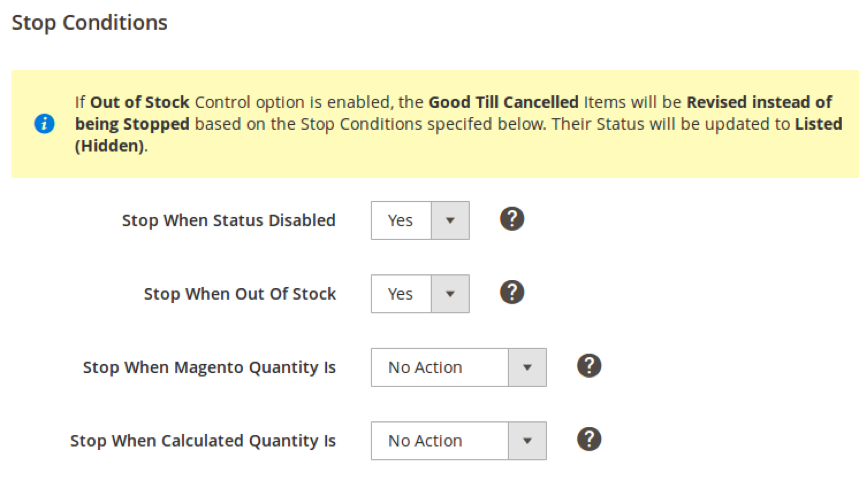 Stop Conditions
If Out of Stock Control option is enabled, the Good Till Cancelled Items will be Revised instead of
being Stopped based on the Stop Conditions specifed below. Their Status will be updated to Listed
(Hidden).
Stop When Status Disabled Yes
Stop When Out Of Stock Yes
Stop When Magento Quantity Is No Action
Stop When Calculated Quantity Is No Action